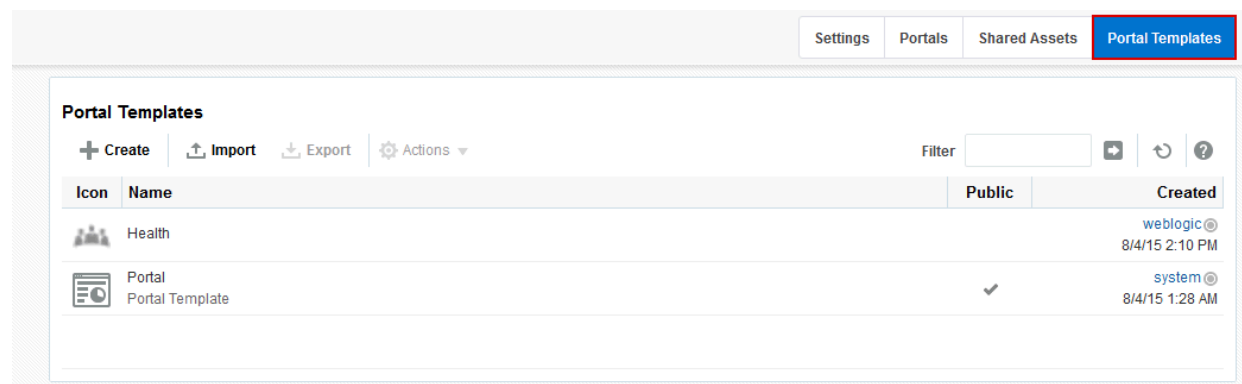 Settings Portals Shared Assets Portal Templates
Portal Templates
Create Import Export Actions Filter
Icon Name Public Created
Health weblogic
8/4/15 2:10 PM
Portal system
Portal Template 8/4/15 1:28 AM